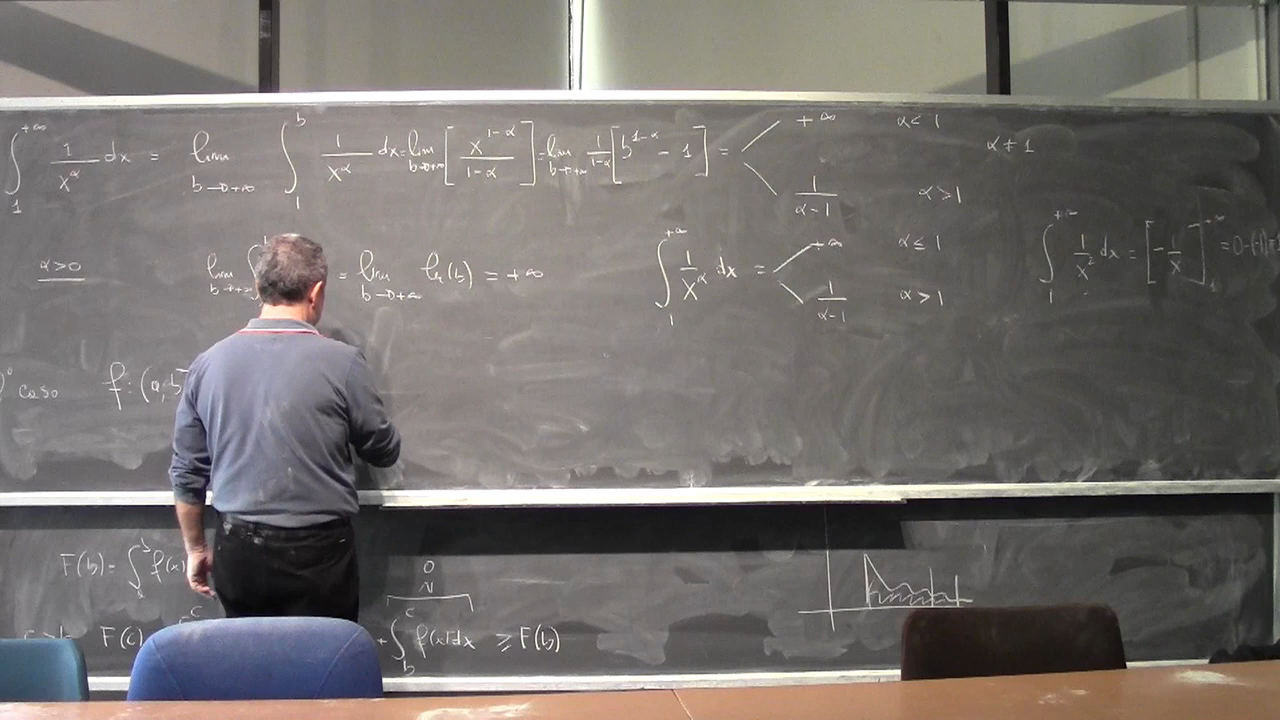 ∫₁^{+∞} 1/x^α dx = lim_{b→+∞} ∫₁^b 1/x^α dx = lim_{b→+∞} [x^{1-α}/(1-α)] = lim_{b→+∞} 1/(1-α) [b^{1-α} - 1] = +∞ α<1 α≠1
1/(α-1) α>1
α>0 lim_{b→+∞} ∫ = lim_{b→+∞} ln(b) = +∞ ∫₁^{+∞} 1/x^α dx = +∞ α≤1 ∫₁^{+∞} 1/x² dx = [-1/x]₁^{+∞} = 0-(-1)
1/(α-1) α>1
caso f:(a,b]
F(b) = ∫ᵇ f(x) 0
F(c) + ∫_b^c f(x)dx ≥ F(b)